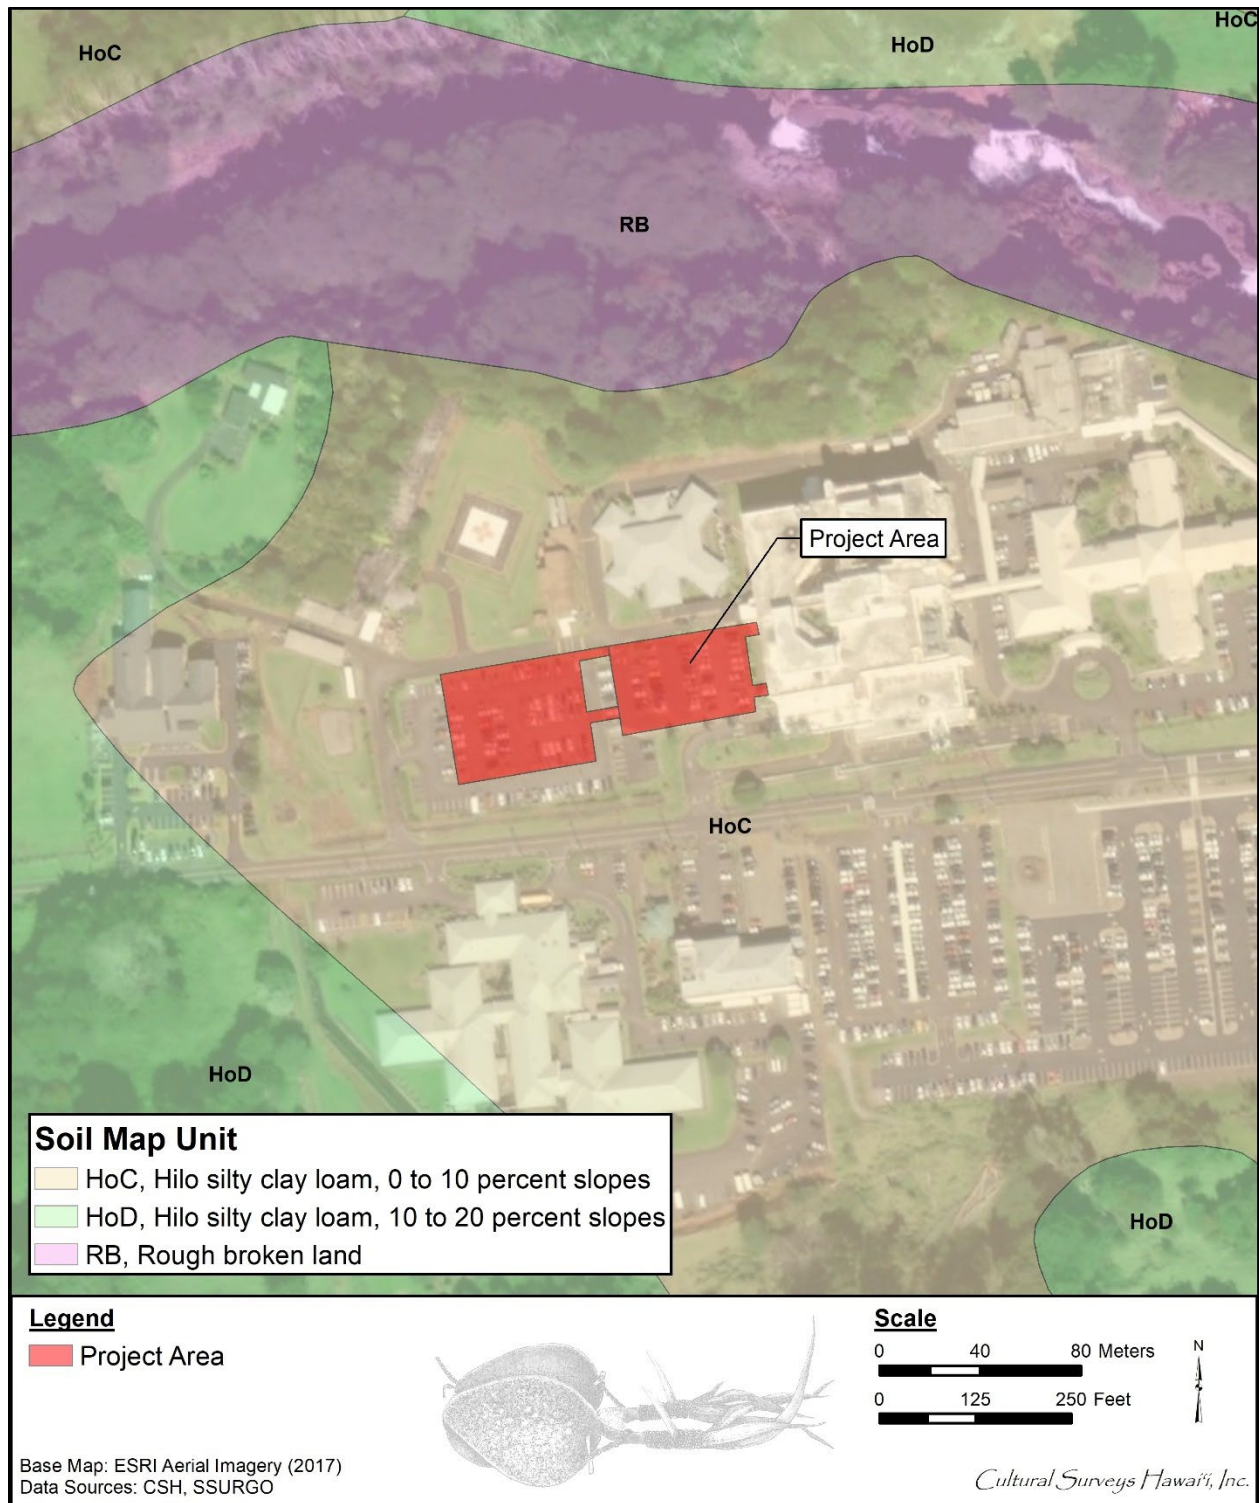 HoC
HoD
HoC
RB
Project Area
HoC
HoD
HoD
Soil Map Unit
HoC, Hilo silty clay loam, 0 to 10 percent slopes
HoD, Hilo silty clay loam, 10 to 20 percent slopes
RB, Rough broken land
Legend
Project Area
Scale
0 40 80 Meters
0 125 250 Feet
N
Base Map: ESRI Aerial Imagery (2017)
Data Sources: CSH, SSURGO
Cultural Surveys Hawaiʻi, Inc.